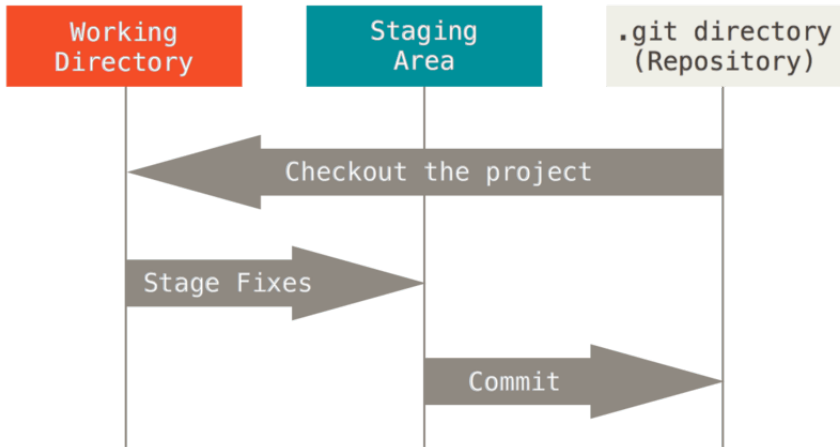 Working
Directory
Staging
Area
.git directory
(Repository)
Checkout the project
Stage Fixes
Commit